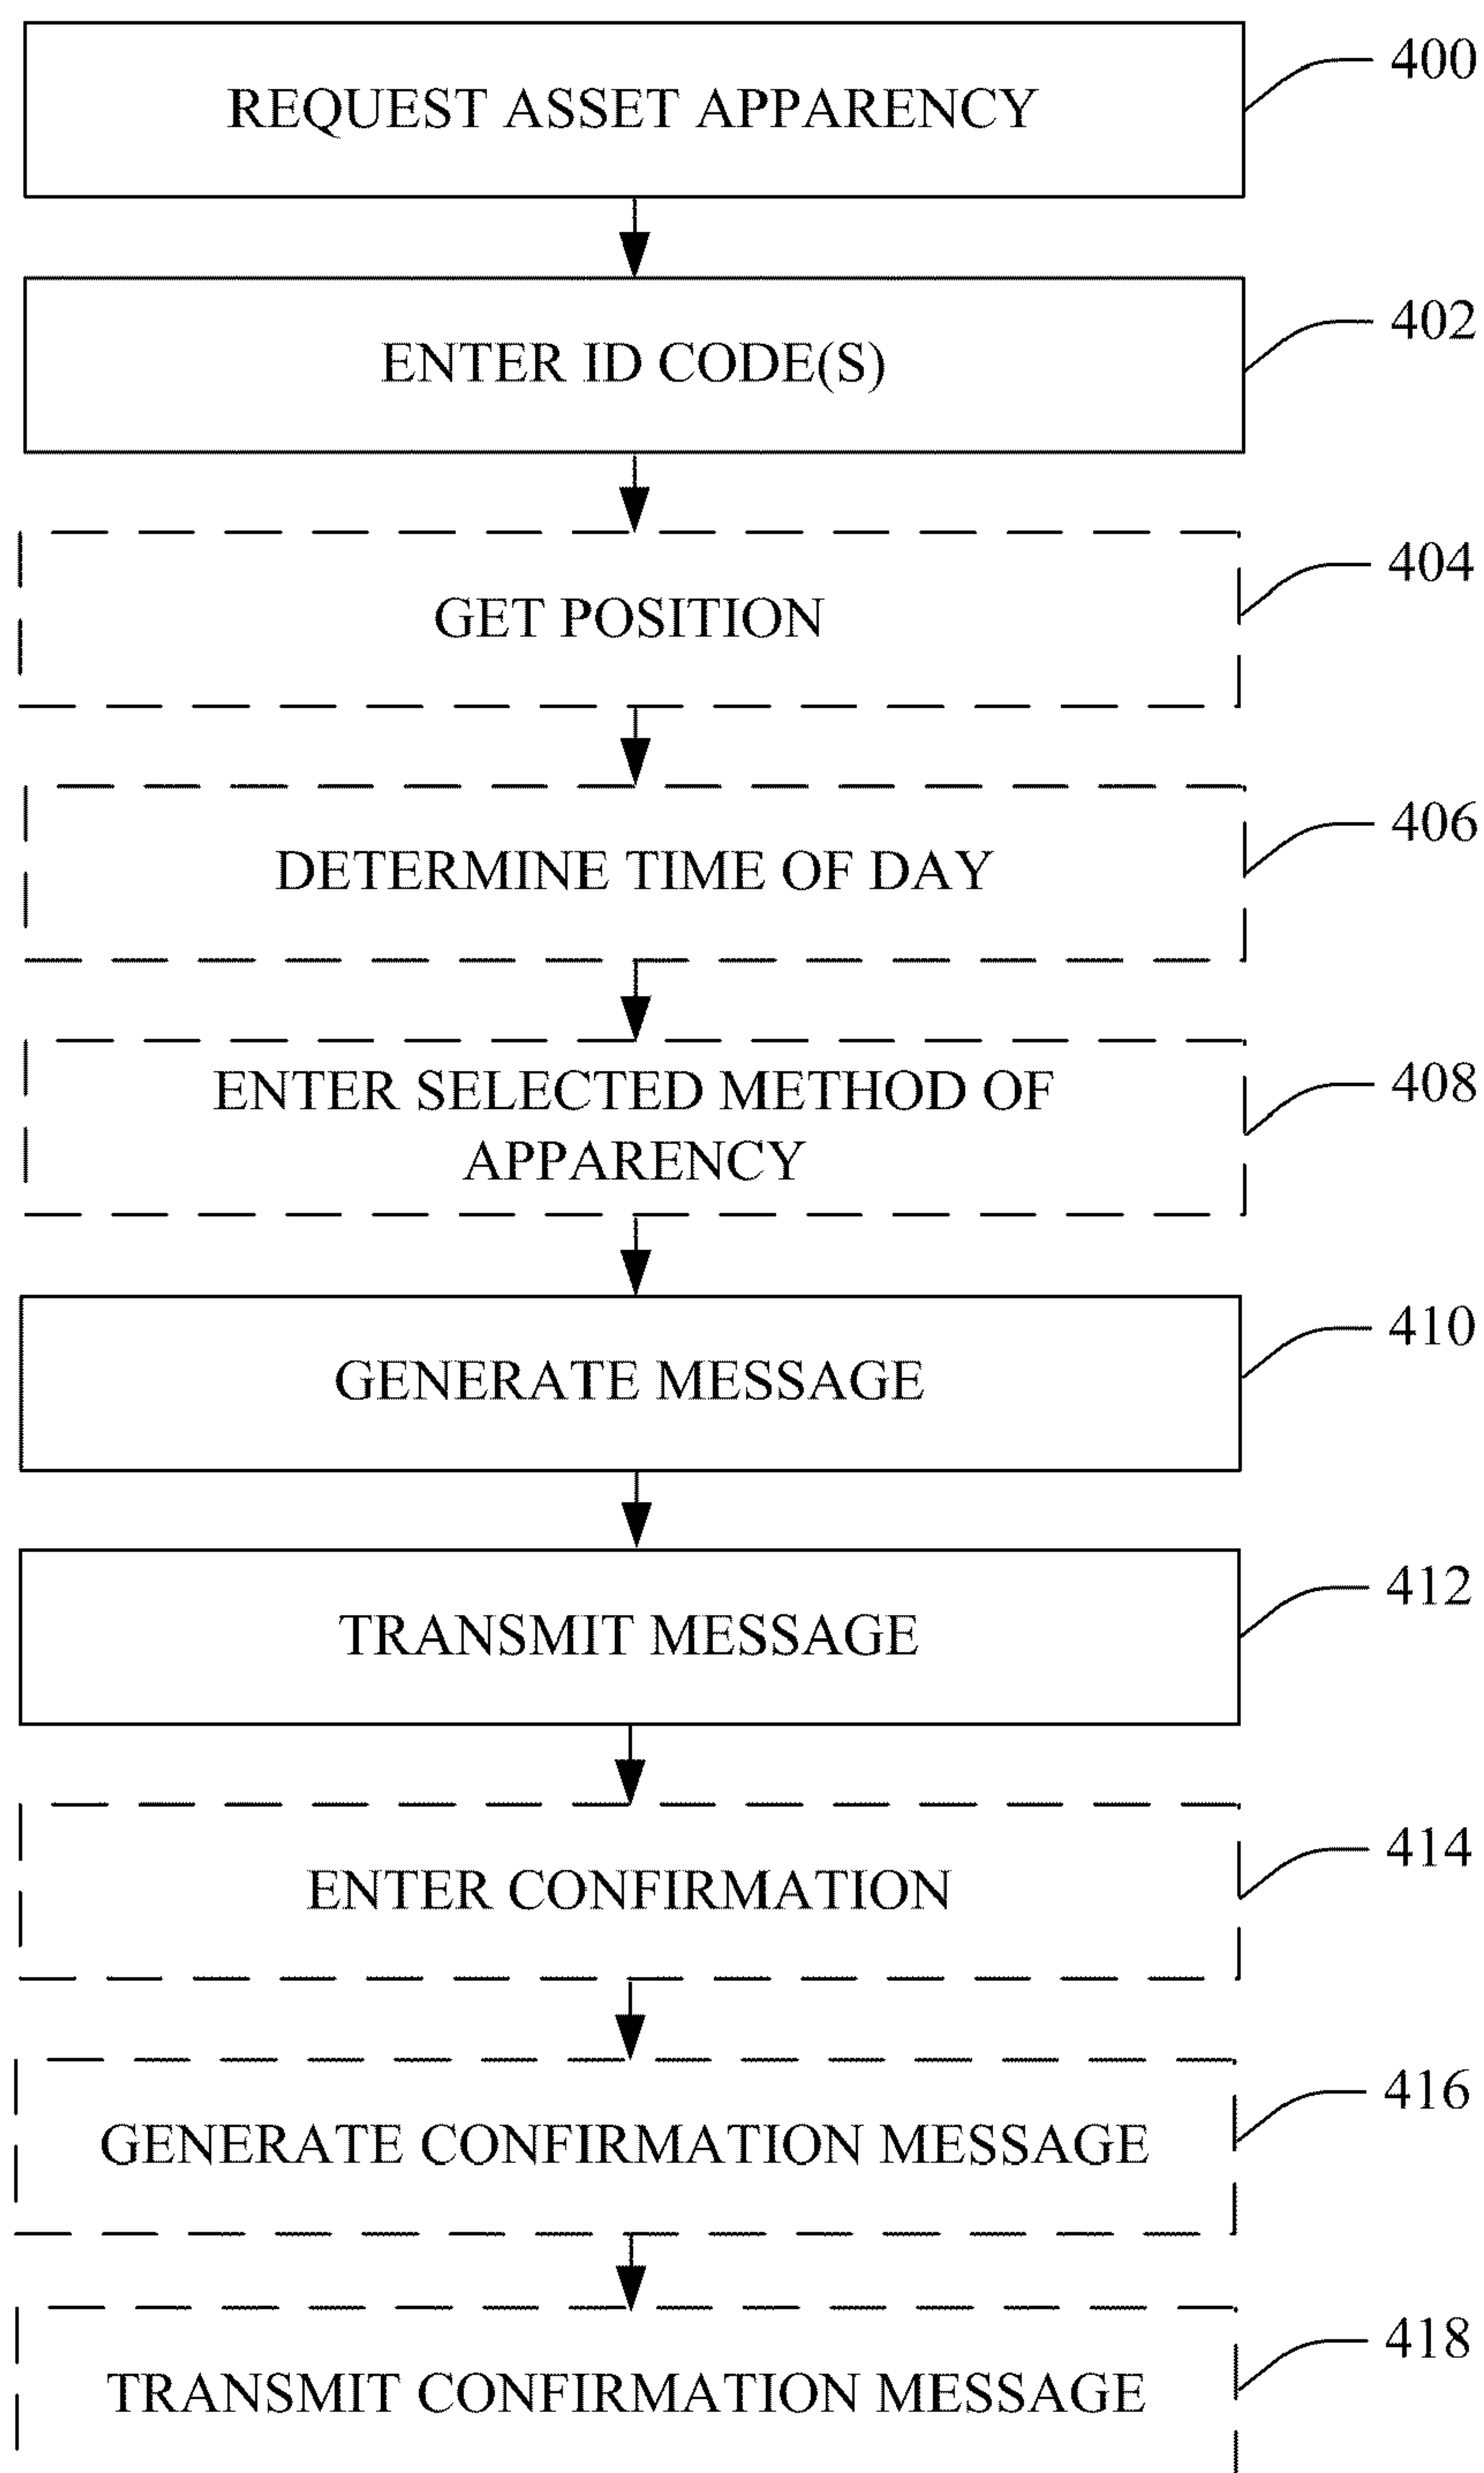 REQUEST ASSET APPARENCY
400
ENTER ID CODE(S)
402
GET POSITION
404
DETERMINE TIME OF DAY
406
ENTER SELECTED METHOD OF
APPARENCY
408
GENERATE MESSAGE
410
TRANSMIT MESSAGE
412
ENTER CONFIRMATION
414
GENERATE CONFIRMATION MESSAGE
416
TRANSMIT CONFIRMATION MESSAGE
418